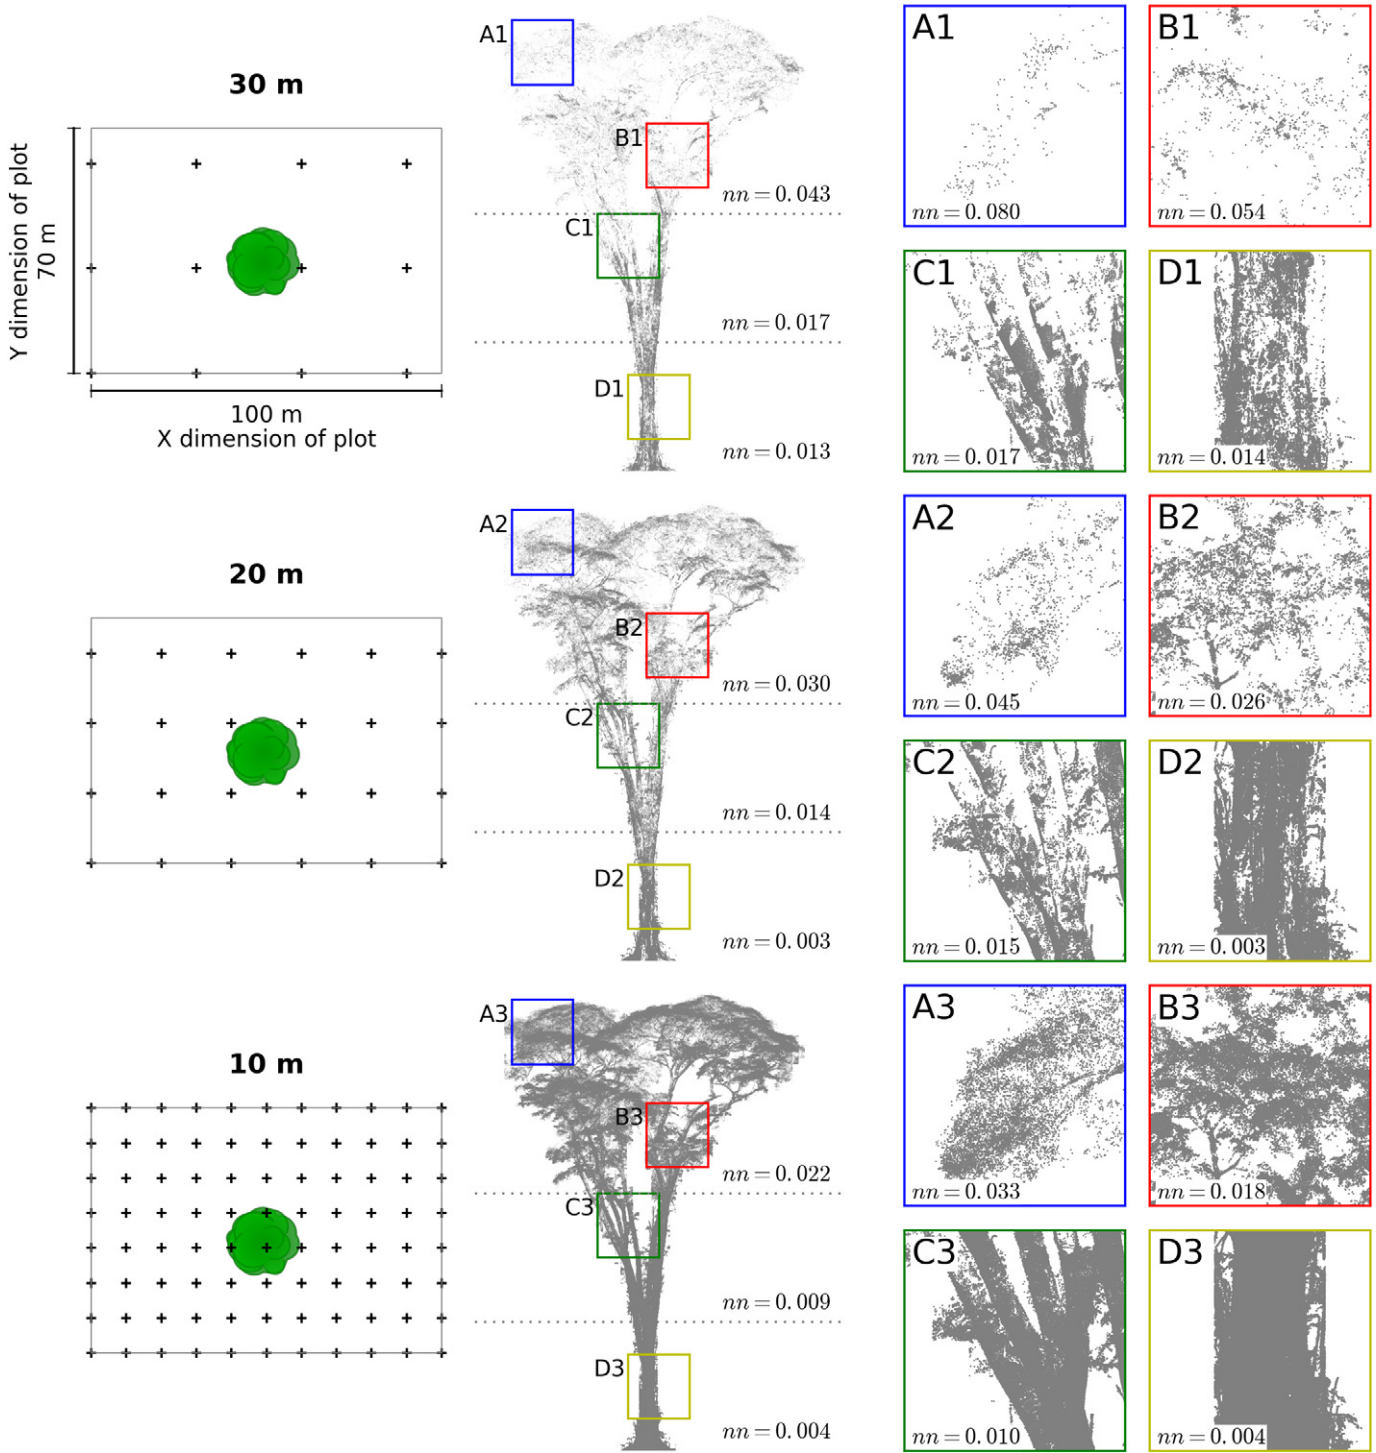 30 m
Y dimension of plot
70 m
100 m
X dimension of plot
A1
B1
nn = 0.043
C1
nn = 0.017
D1
nn = 0.013
A1
nn = 0.080
B1
nn = 0.054
C1
nn = 0.017
D1
nn = 0.014
20 m
A2
B2
nn = 0.030
C2
nn = 0.014
D2
nn = 0.003
A2
nn = 0.045
B2
nn = 0.026
C2
nn = 0.015
D2
nn = 0.003
10 m
A3
B3
nn = 0.022
C3
nn = 0.009
D3
nn = 0.004
A3
nn = 0.033
B3
nn = 0.018
C3
nn = 0.010
D3
nn = 0.004